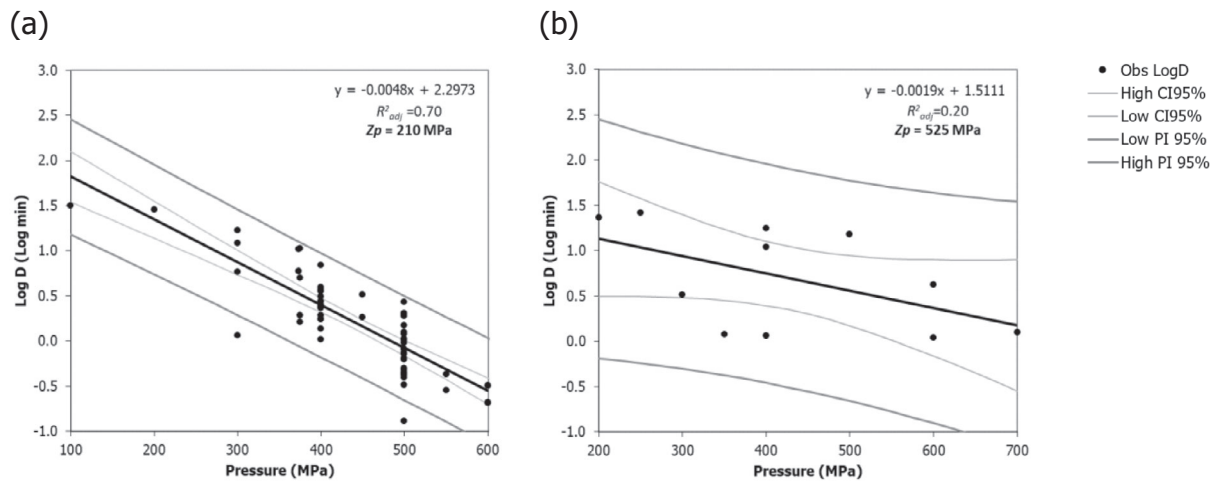 (a)
(b)
3.0
2.5
2.0
1.5
1.0
0.5
0.0
-0.5
-1.0
Log D (Log min)
y = -0.0048x + 2.2973
R²adj =0.70
Zp = 210 MPa
100 200 300 400 500 600
Pressure (MPa)
3.0
2.5
2.0
1.5
1.0
0.5
0.0
-0.5
-1.0
Log D (Log min)
y = -0.0019x + 1.5111
R²adj=0.20
Zp = 525 MPa
200 300 400 500 600 700
Pressure (MPa)
Obs LogD
High CI95%
Low CI95%
Low PI 95%
High PI 95%